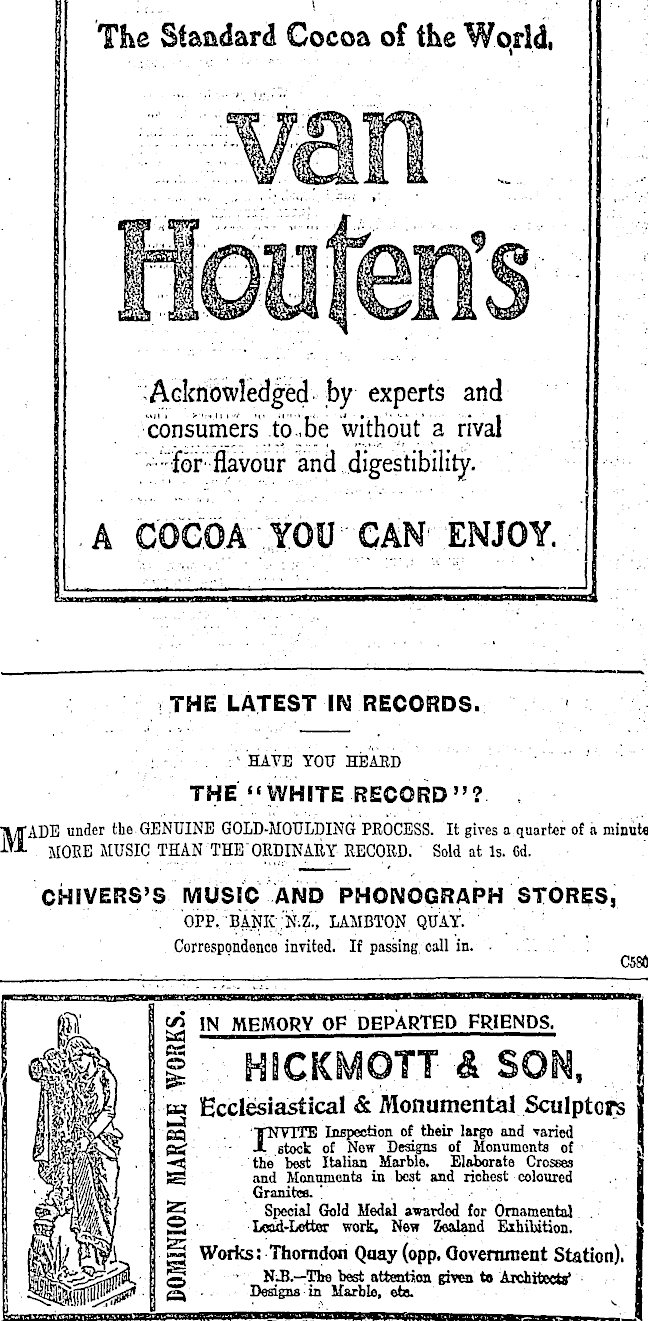 The Standard Cocoa of the World.
van
Houten's
Acknowledged by experts and
consumers to be without a rival
for flavour and digestibility.
A COCOA YOU CAN ENJOY.
THE LATEST IN RECORDS.
HAVE YOU HEARD
THE "WHITE RECORD"?
MADE under the GENUINE GOLD-MOULDING PROCESS. It gives a quarter of a minute
MORE MUSIC THAN THE ORDINARY RECORD. Sold at 1s. 6d.
CHIVERS'S MUSIC AND PHONOGRAPH STORES,
OPP. BANK N.Z., LAMBTON QUAY.
Correspondence invited. If passing call in.
C580
DOMINION MARBLE WORKS.
IN MEMORY OF DEPARTED FRIENDS.
HICKMOTT & SON,
Ecclesiastical & Monumental Sculptors
INVITE Inspection of their large and varied
stock of New Designs of Monuments of
the best Italian Marble. Elaborate Crosses
and Monuments in best and richest coloured
Granites.
Special Gold Medal awarded for Ornamental
Lead-Letter work, New Zealand Exhibition.
Works: Thorndon Quay (opp. Government Station).
N.B.—The best attention given to Architects'
Designs in Marble, etc.